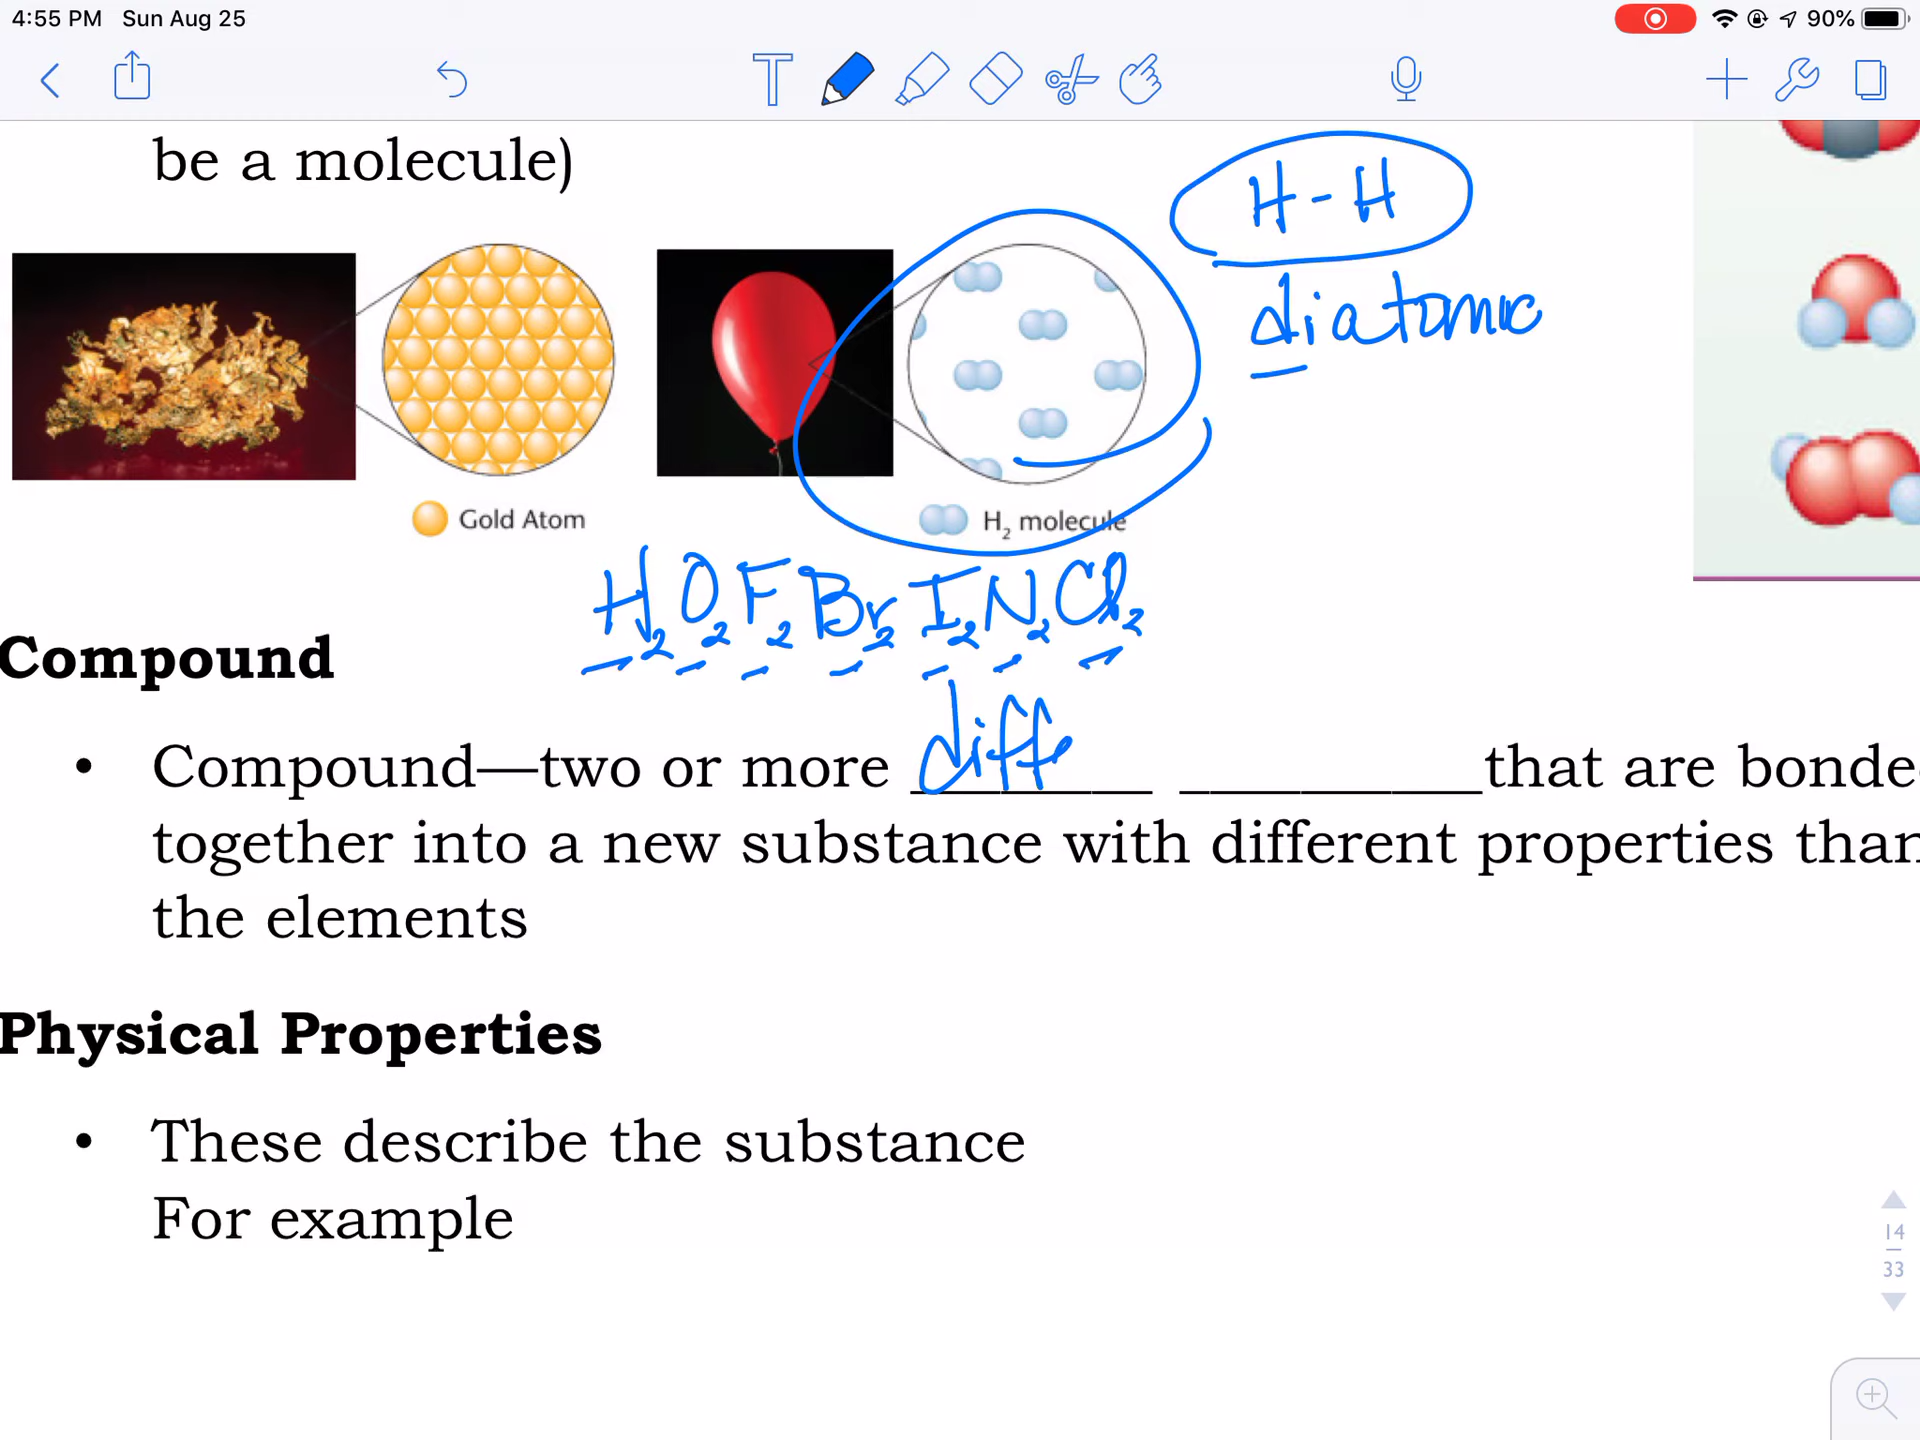 4:55 PM Sun Aug 25
90%
T
be a molecule)
H - H
diatomic
Gold Atom
H₂ molecule
H₂ O₂ F₂ Br₂ I₂ N₂ Cl₂
Compound
diffe
• Compound—two or more ________ __________that are bonde
together into a new substance with different properties than
the elements
Physical Properties
• These describe the substance
For example
14
33